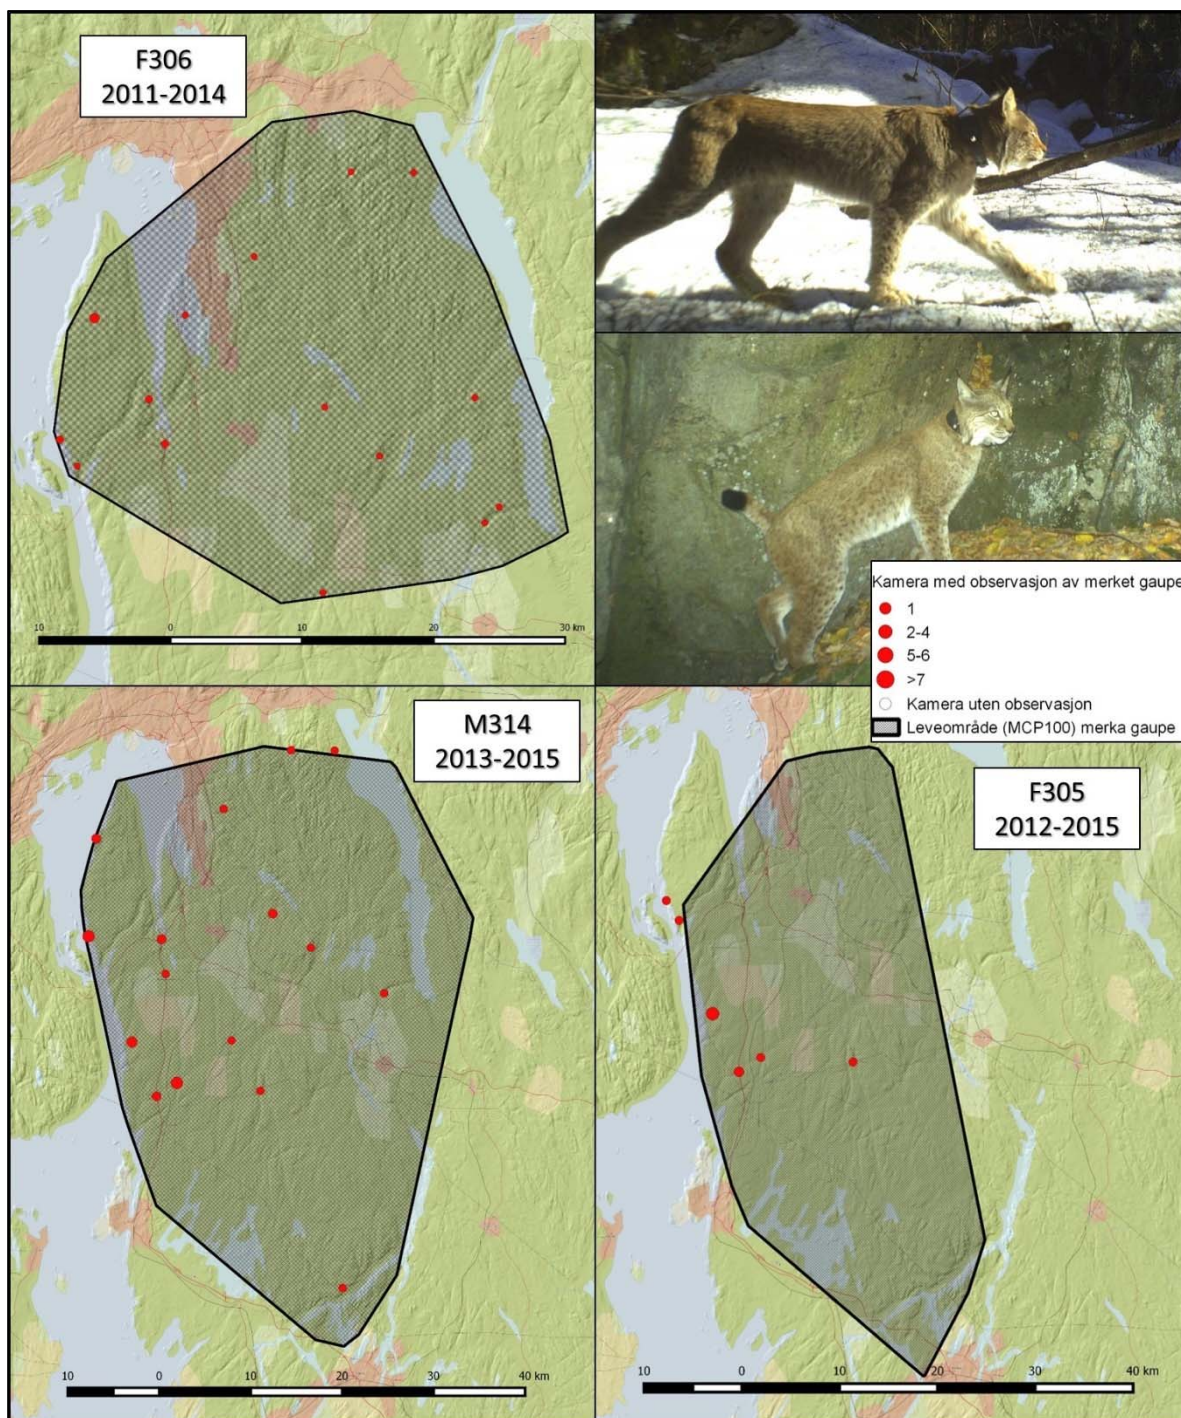 F306
2011-2014
10 0 10 20 30 km
Kamera med observasjon av merket gaupe
1
2-4
5-6
>7
Kamera uten observasjon
Leveområde (MCP100) merka gaupe
M314
2013-2015
10 0 10 20 30 40 km
F305
2012-2015
10 0 10 20 30 40 km